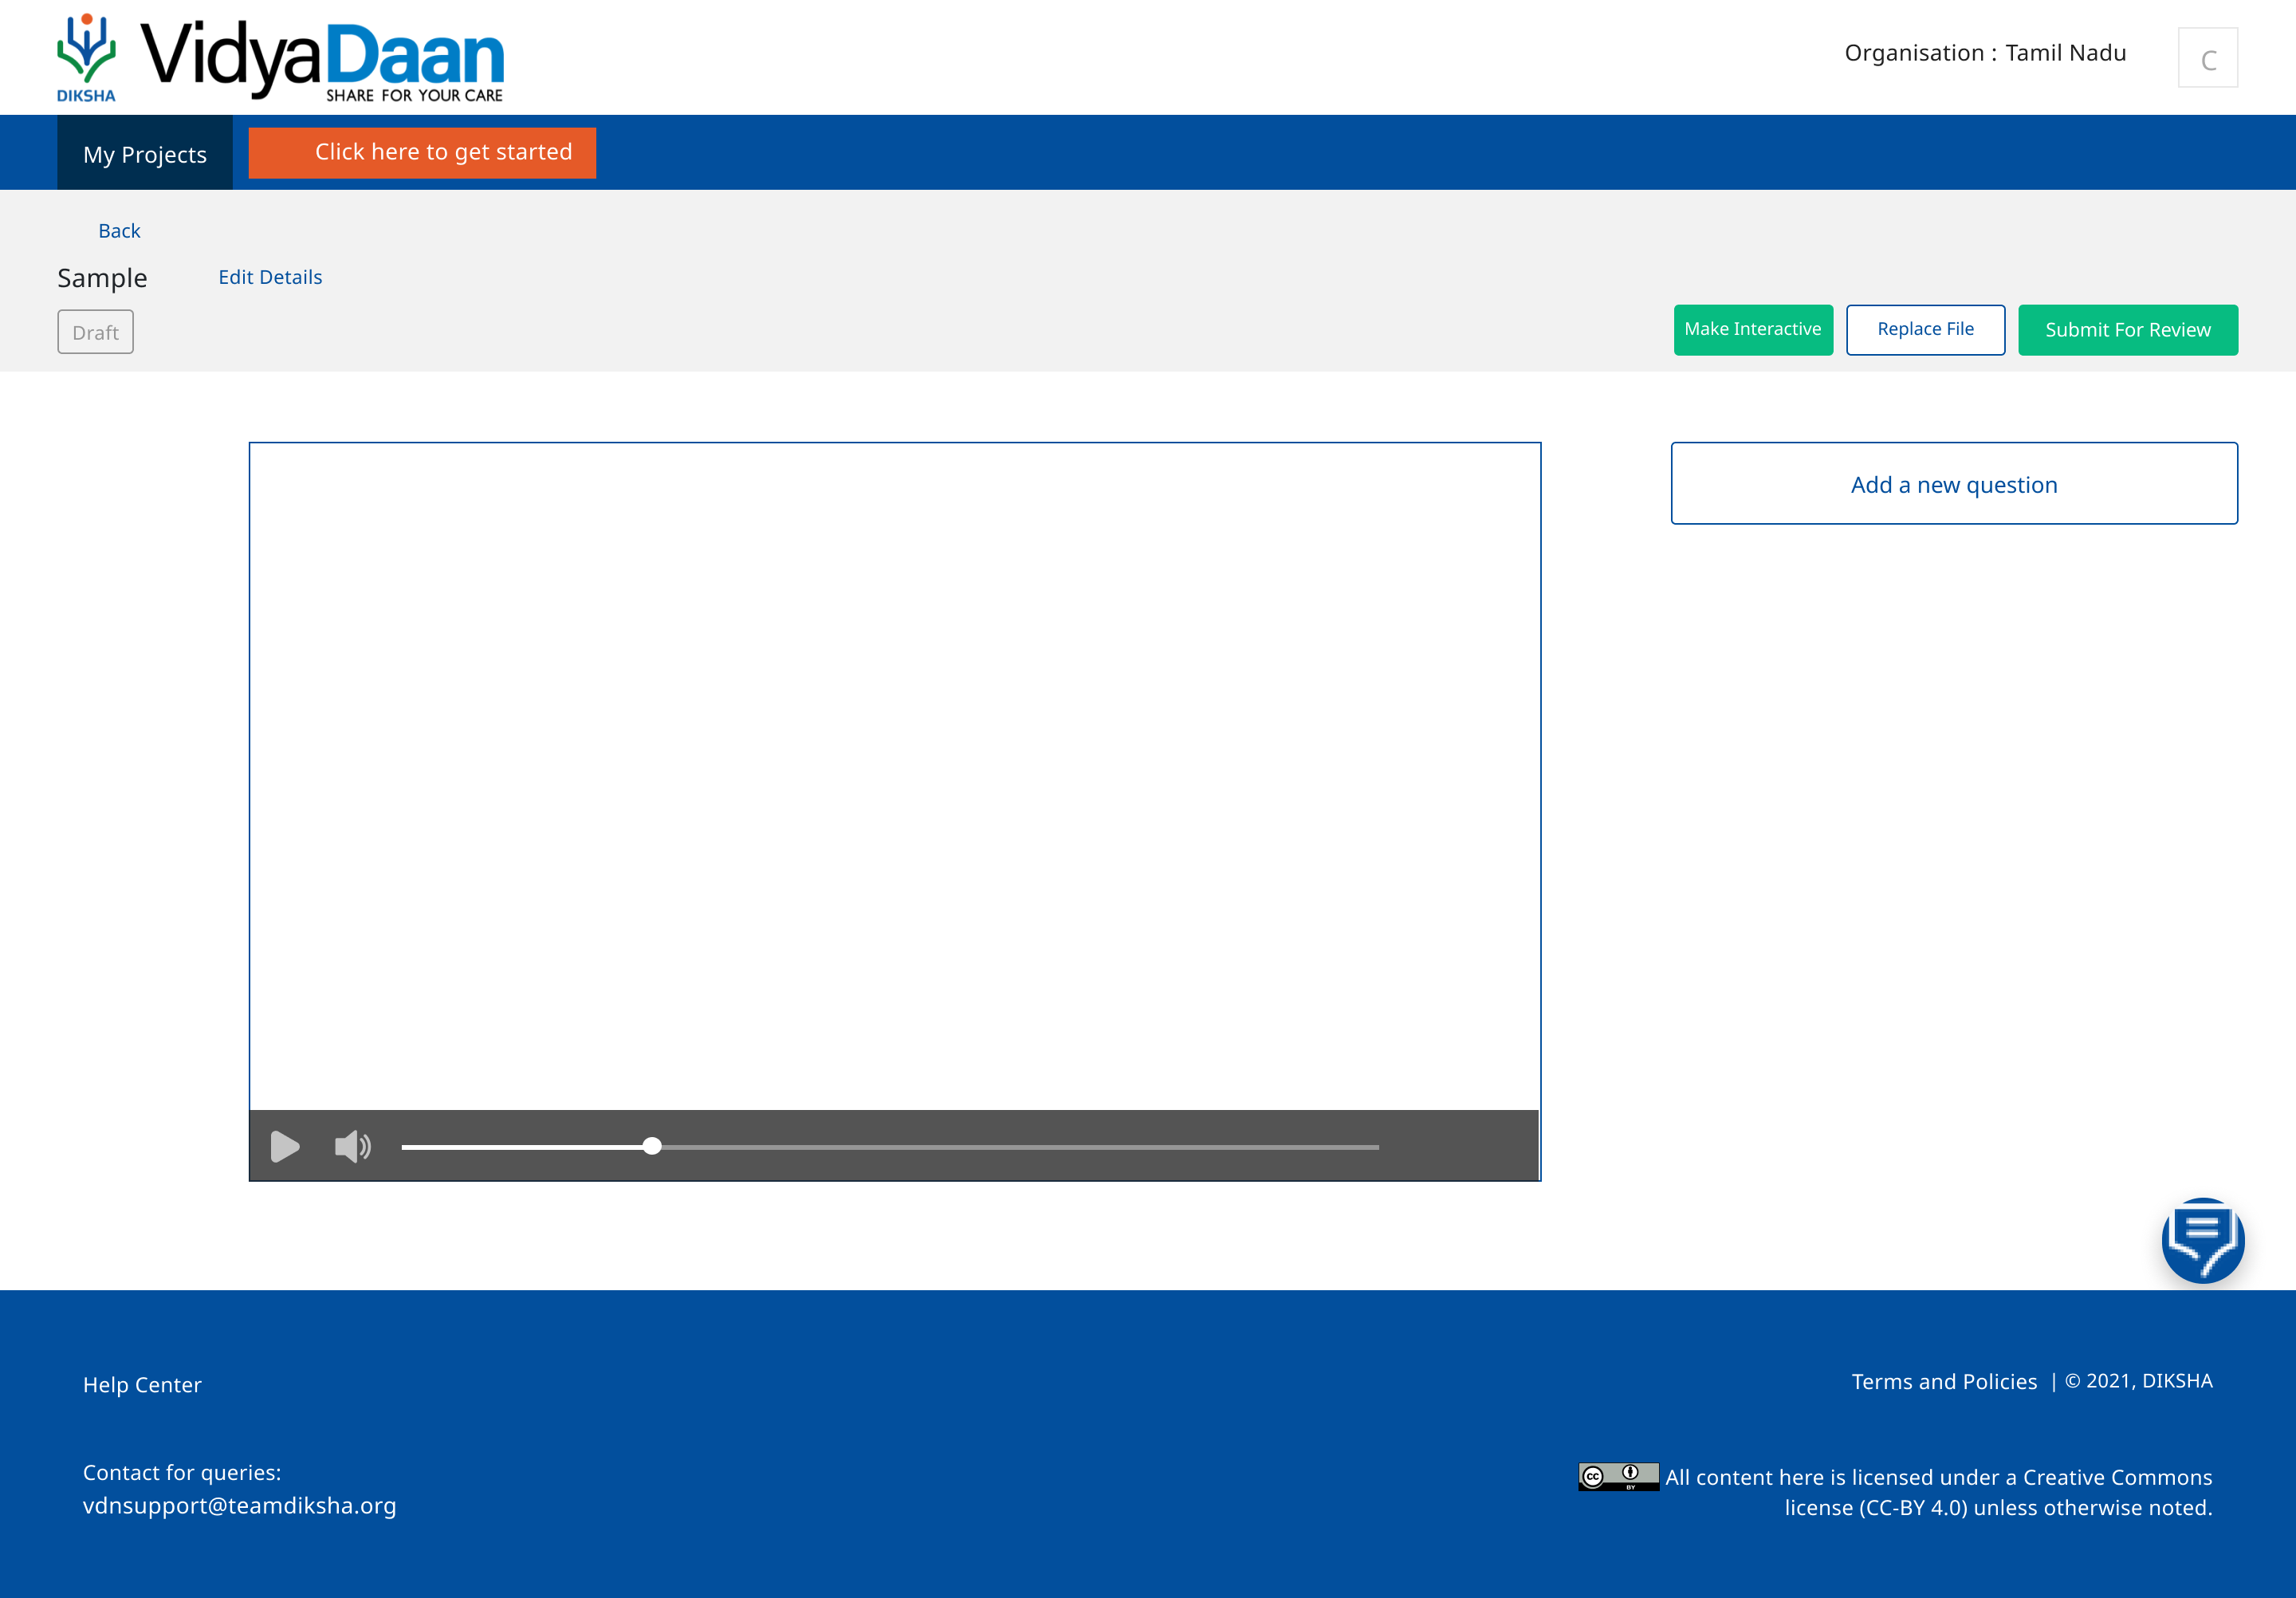 DIKSHA
VidyaDaan
SHARE FOR YOUR CARE
Organisation : Tamil Nadu
C
My Projects
Click here to get started
Back
Sample
Edit Details
Draft
Make Interactive
Replace File
Submit For Review
Add a new question
Help Center
Terms and Policies | © 2021, DIKSHA
Contact for queries:
vdnsupport@teamdiksha.org
cc
BY
All content here is licensed under a Creative Commons
license (CC-BY 4.0) unless otherwise noted.